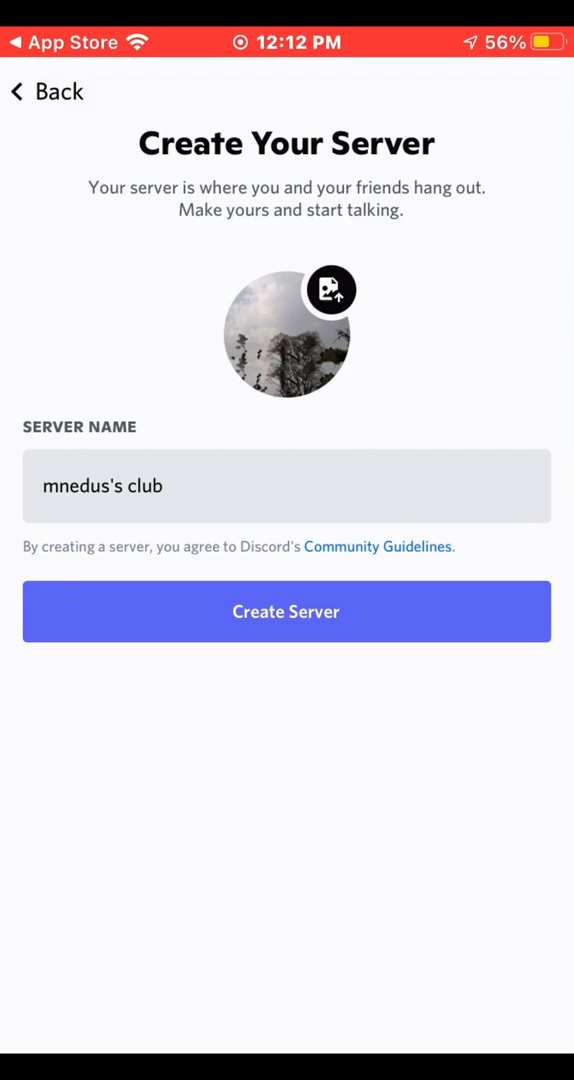 App Store 12:12 PM 56%
Back
Create Your Server
Your server is where you and your friends hang out.
Make yours and start talking.
SERVER NAME
mnedus's club
By creating a server, you agree to Discord's Community Guidelines.
Create Server